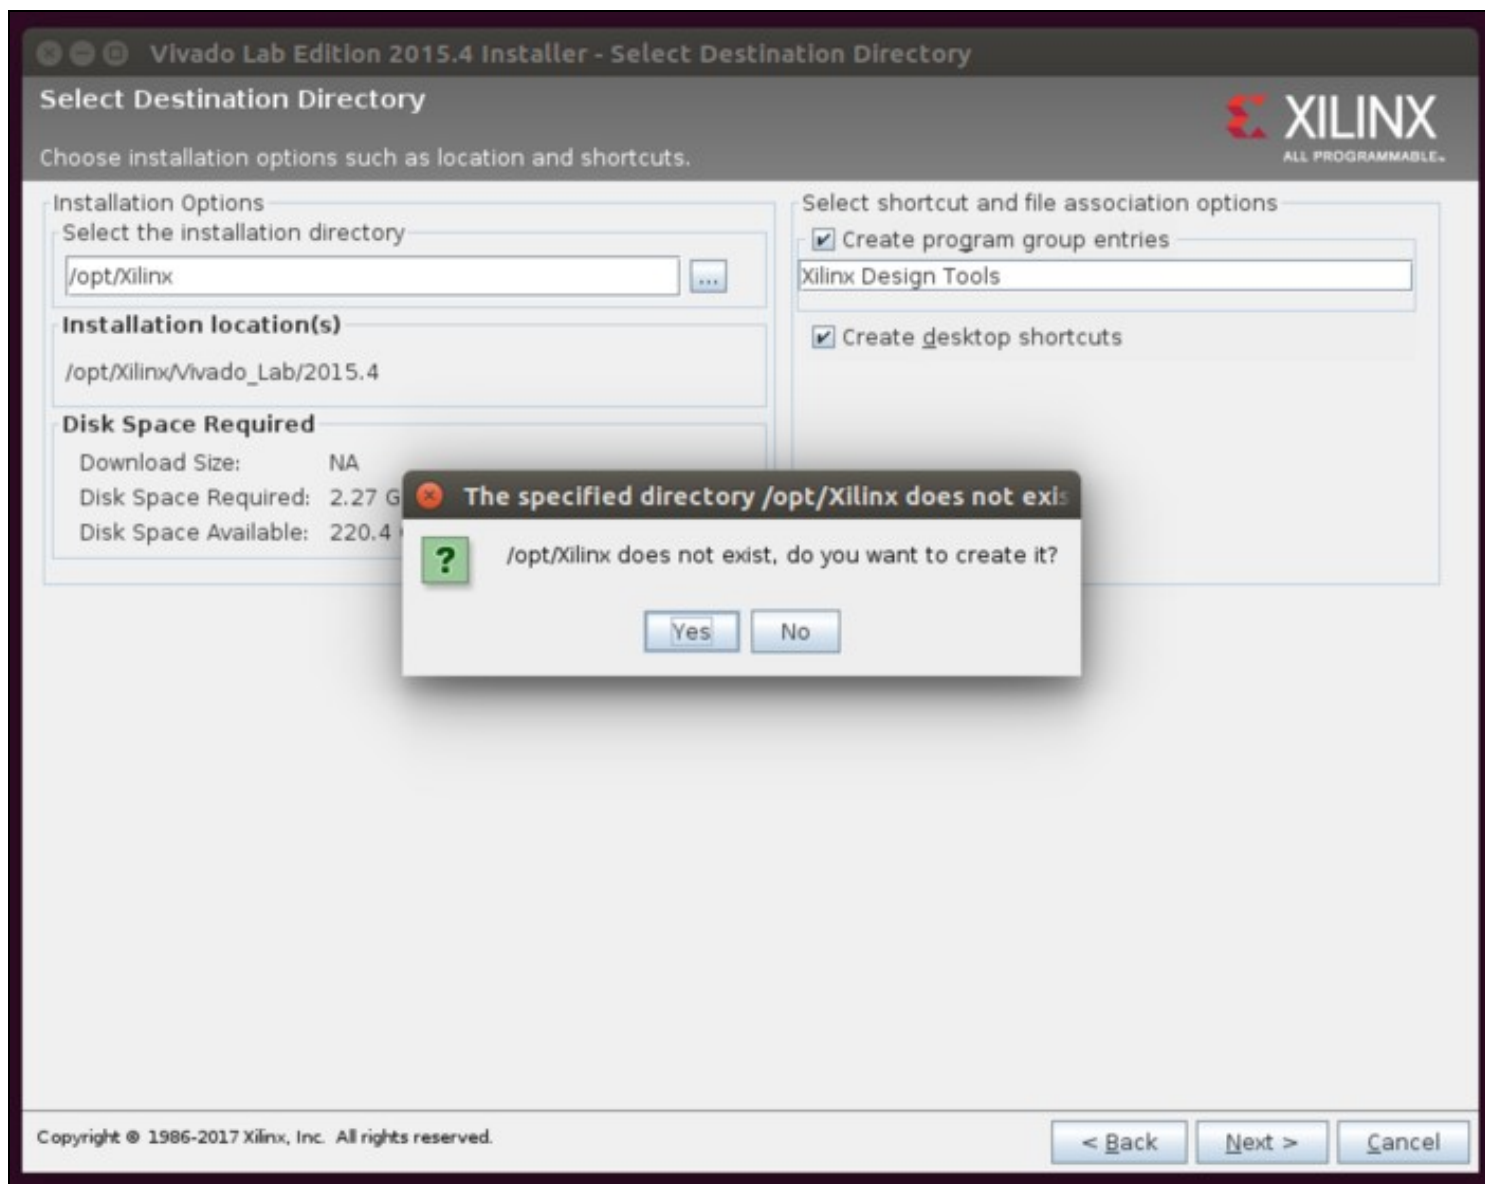 Vivado Lab Edition 2015.4 Installer - Select Destination Directory
Select Destination Directory
XILINX
ALL PROGRAMMABLE.
Choose installation options such as location and shortcuts.
Installation Options
Select the installation directory
/opt/Xilinx
...
Installation location(s)
/opt/Xilinx/Vivado_Lab/2015.4
Disk Space Required
Download Size: NA
Disk Space Required: 2.27 G
Disk Space Available: 220.4
Select shortcut and file association options
Create program group entries
Xilinx Design Tools
Create desktop shortcuts
The specified directory /opt/Xilinx does not exis
?
/opt/Xilinx does not exist, do you want to create it?
Yes No
Copyright © 1986-2017 Xilinx, Inc. All rights reserved.
< Back Next > Cancel